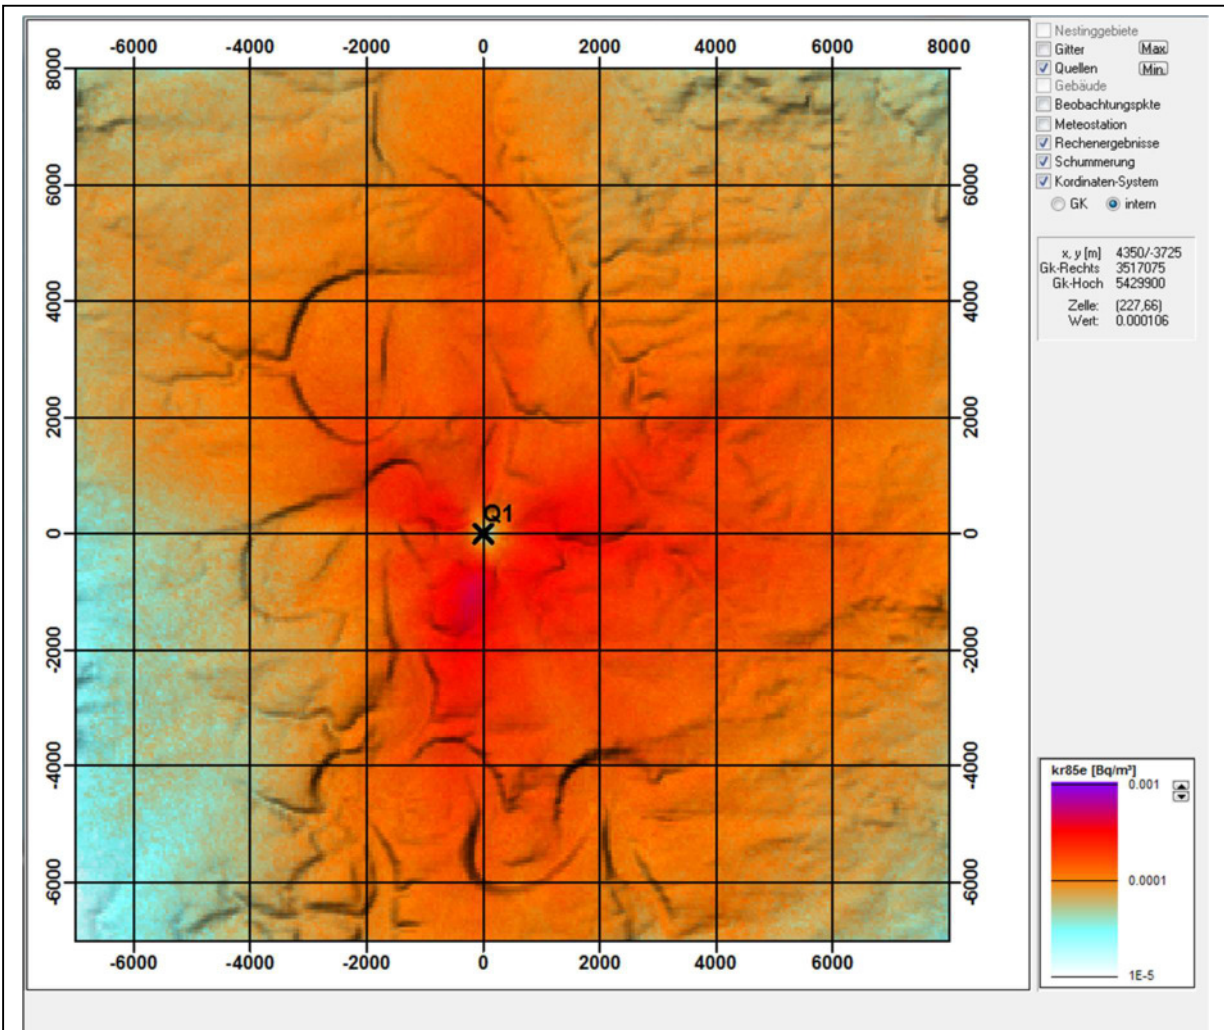 -6000 -4000 -2000 0 2000 4000 6000 8000
8000
6000 6000
4000 4000
2000 2000
Q1
0 0
-2000 -2000
-4000 -4000
-6000 -6000
-6000 -4000 -2000 0 2000 4000 6000
Nestinggebiete
Gitter Max
Quellen Min.
Gebäude
Beobachtungspkte
Meteostation
Rechenergebnisse
Schummerung
Kordinaten-System
GK intern
x, y [m] 4350/-3725
Gk-Rechts 3517075
Gk-Hoch 5429900
Zelle: (227,66)
Wert: 0.000106
kr85e [Bq/m³]
0.001
0.0001
1E-5